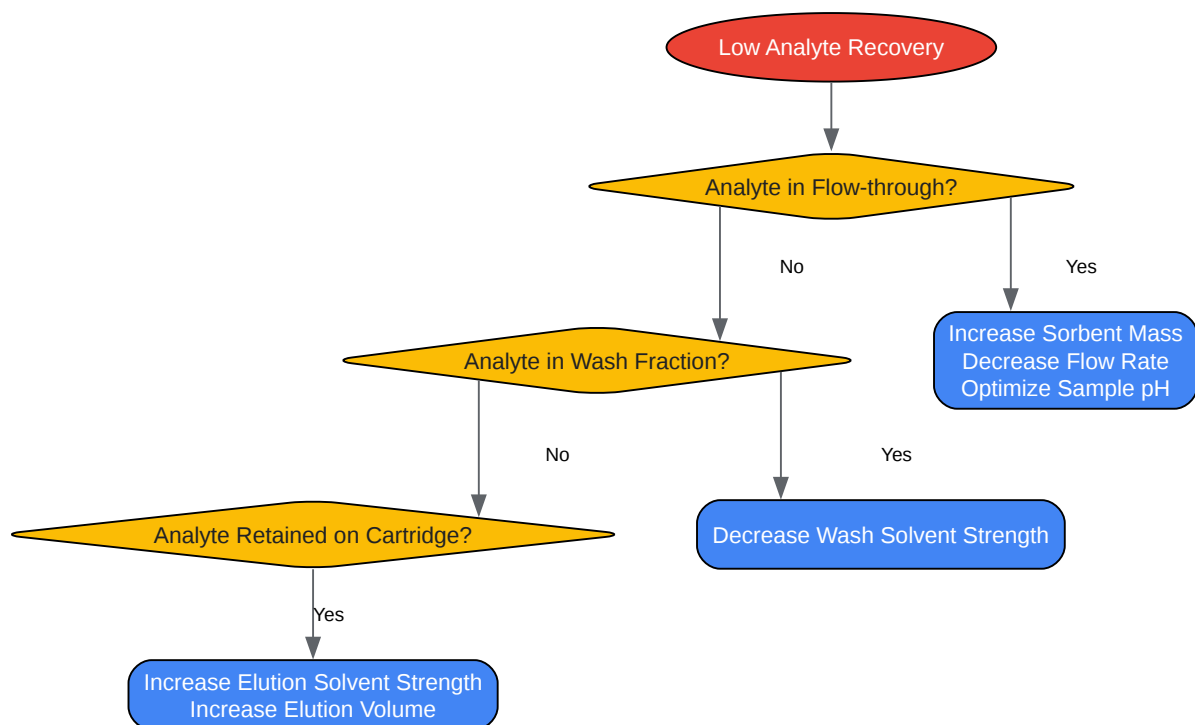 Low Analyte Recovery
Analyte in Flow-through?
No
Yes
Increase Sorbent Mass
Decrease Flow Rate
Optimize Sample pH
Analyte in Wash Fraction?
No
Yes
Decrease Wash Solvent Strength
Analyte Retained on Cartridge?
Yes
Increase Elution Solvent Strength
Increase Elution Volume